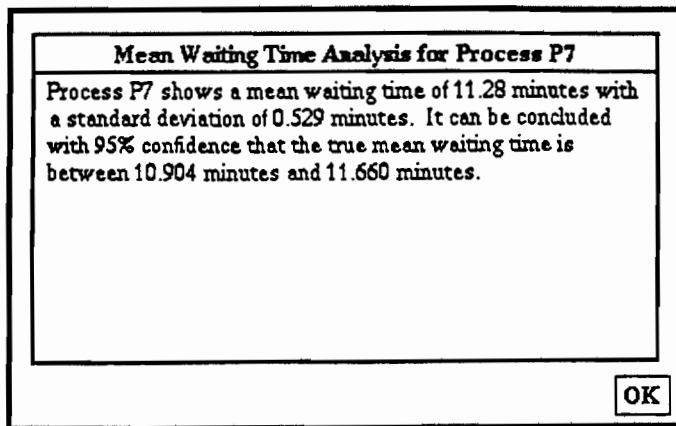 Mean Waiting Time Analysis for Process P7
Process P7 shows a mean waiting time of 11.28 minutes with
a standard deviation of 0.529 minutes. It can be concluded
with 95% confidence that the true mean waiting time is
between 10.904 minutes and 11.660 minutes.
OK